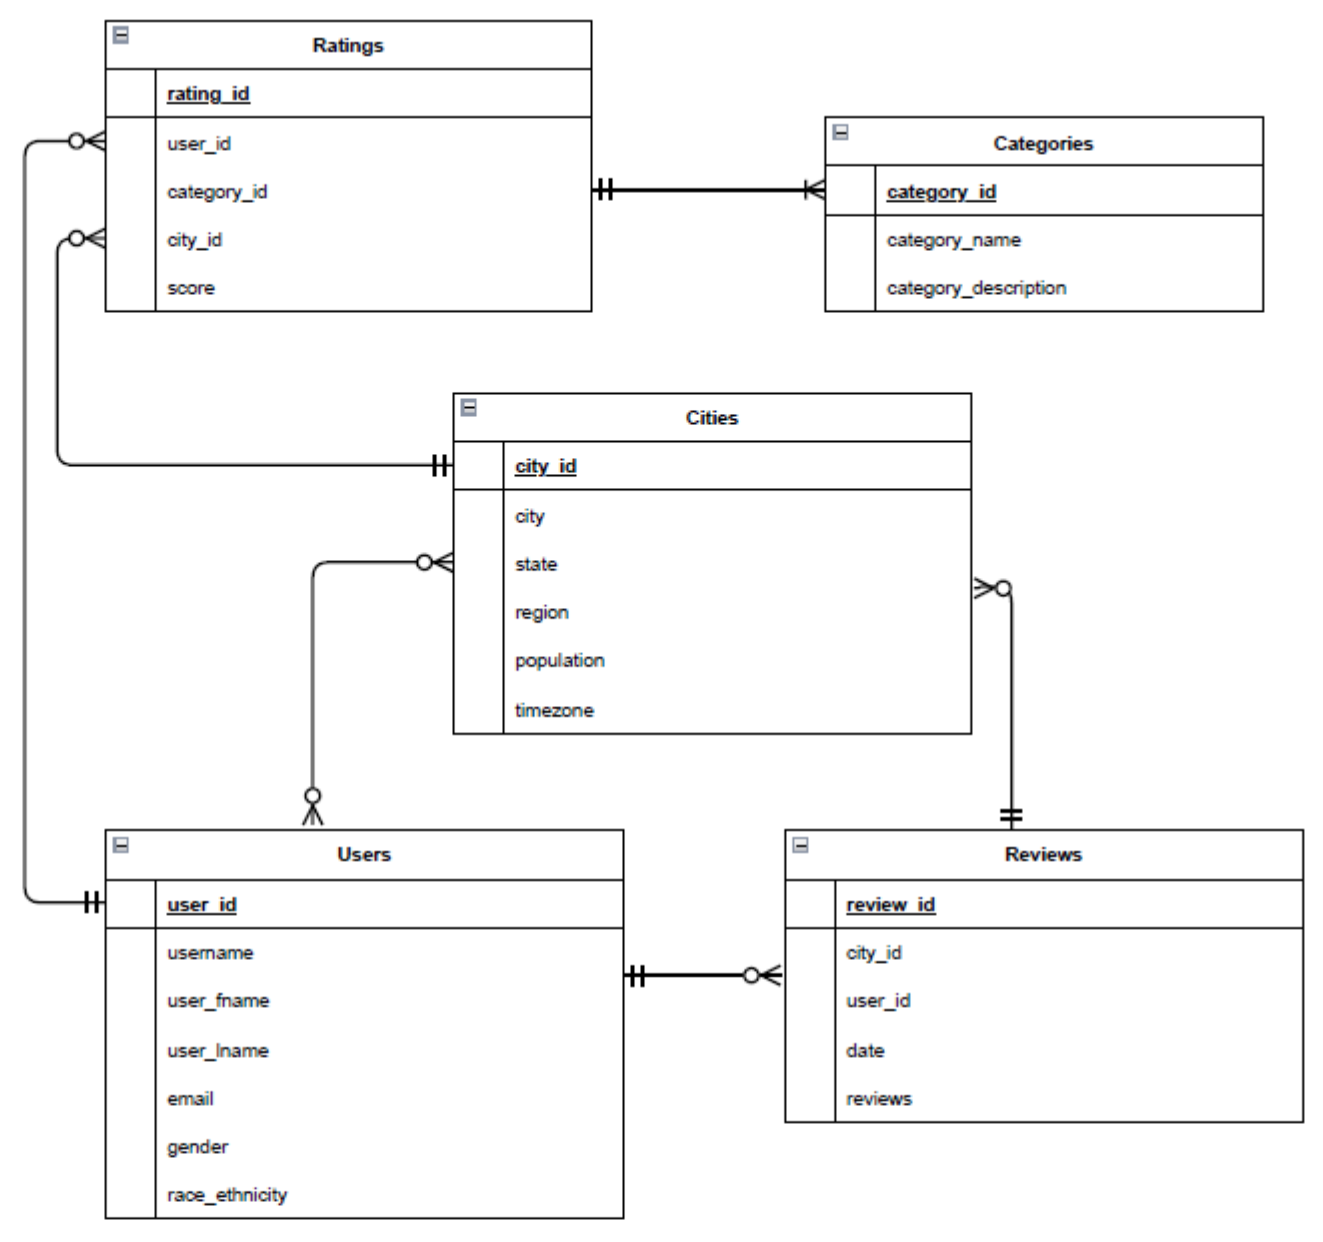 Ratings
rating_id
user_id
category_id
city_id
score
Categories
category_id
category_name
category_description
Cities
city_id
city
state
region
population
timezone
Users
user_id
username
user_fname
user_lname
email
gender
race_ethnicity
Reviews
review_id
city_id
user_id
date
reviews